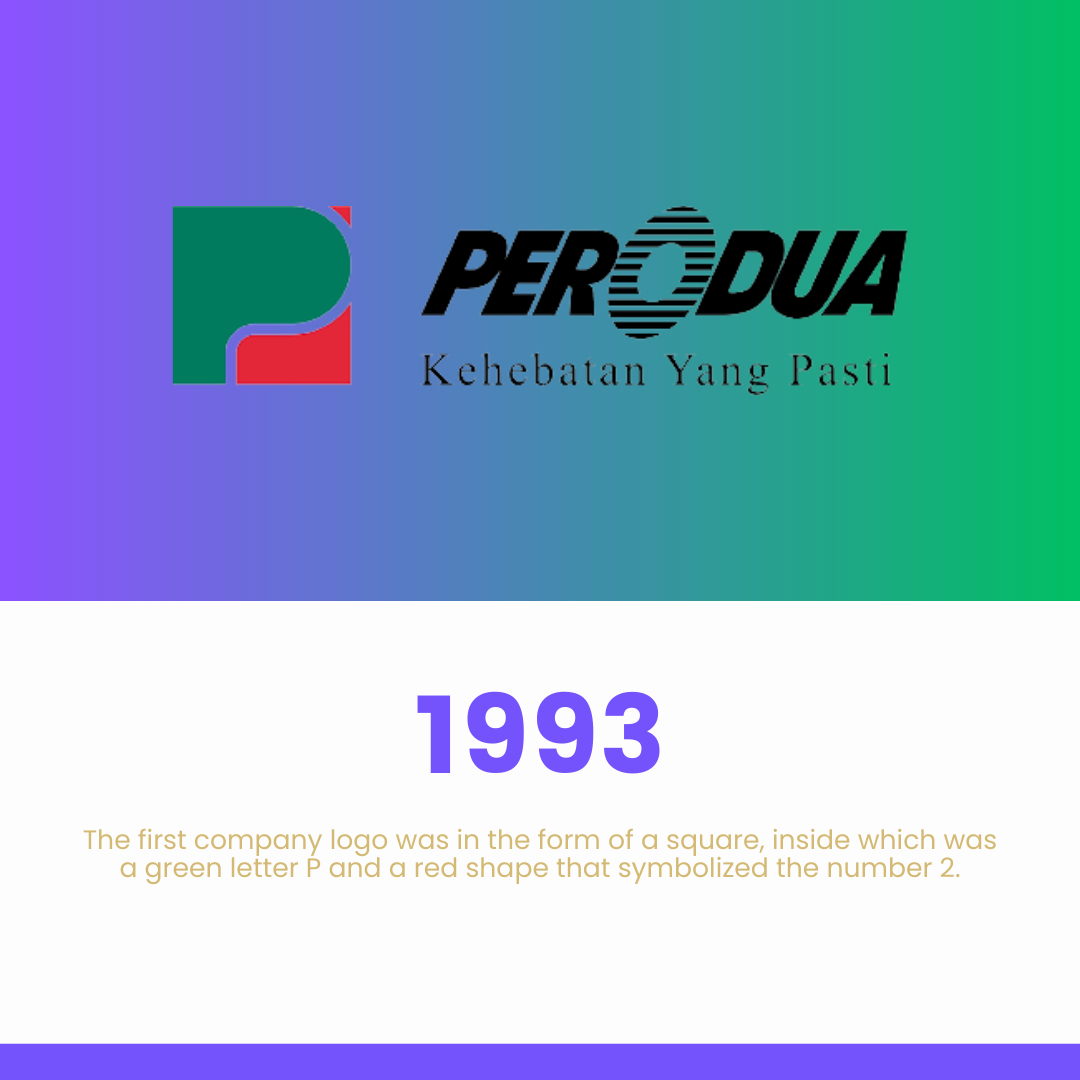 PERODUA
Kehebatan Yang Pasti
1993
The first company logo was in the form of a square, inside which was
a green letter P and a red shape that symbolized the number 2.